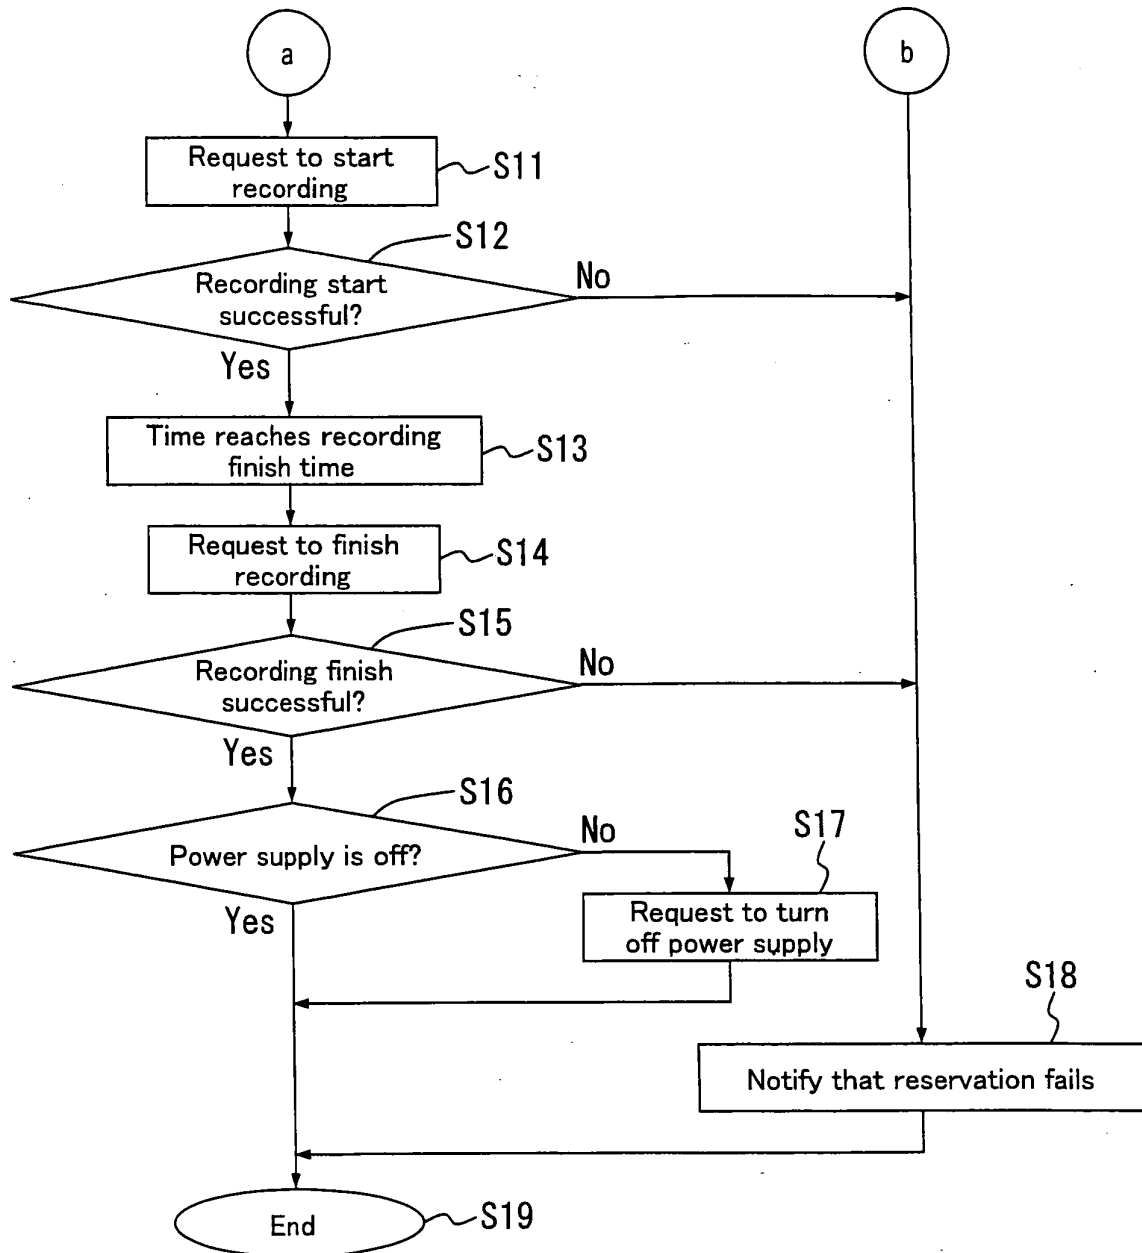 a
b
Request to start
recording
S11
S12
Recording start
successful?
No
Yes
Time reaches recording
finish time
S13
Request to finish
recording
S14
S15
Recording finish
successful?
No
Yes
S16
Power supply is off?
No
Yes
S17
Request to turn
off power supply
S18
Notify that reservation fails
End
S19